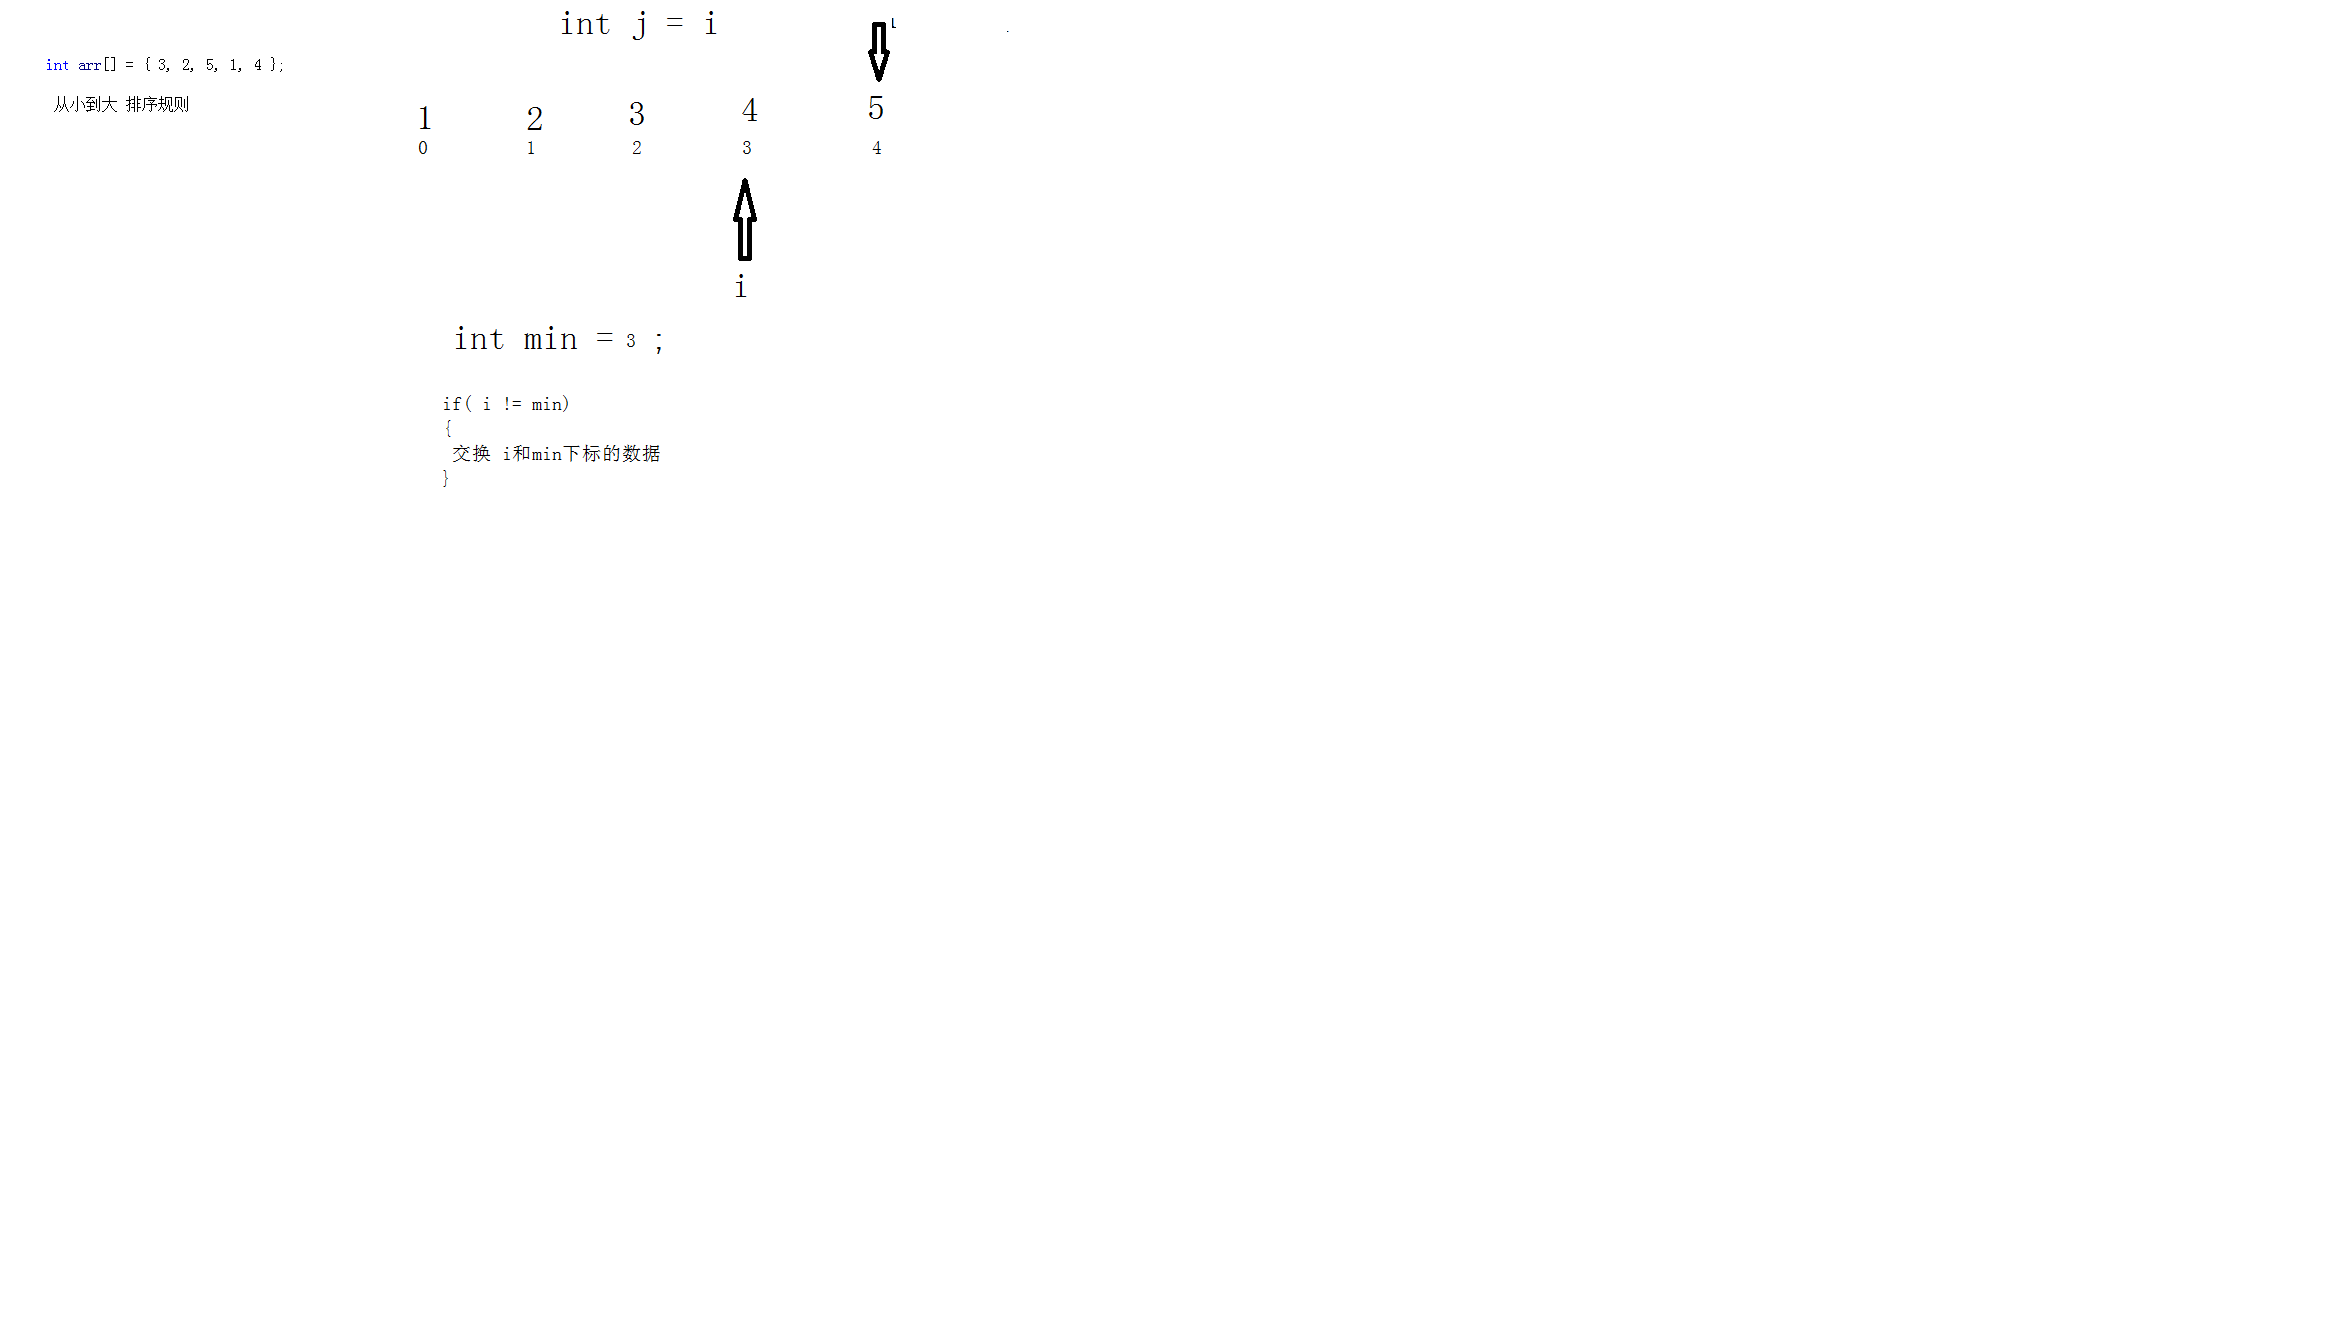 int j = i
int arr[] = { 3, 2, 5, 1, 4 };
从小到大 排序规则
1 2 3 4 5
0 1 2 3 4
i
int min = 3 ;
if( i != min)
{
交换 i和min下标的数据
}